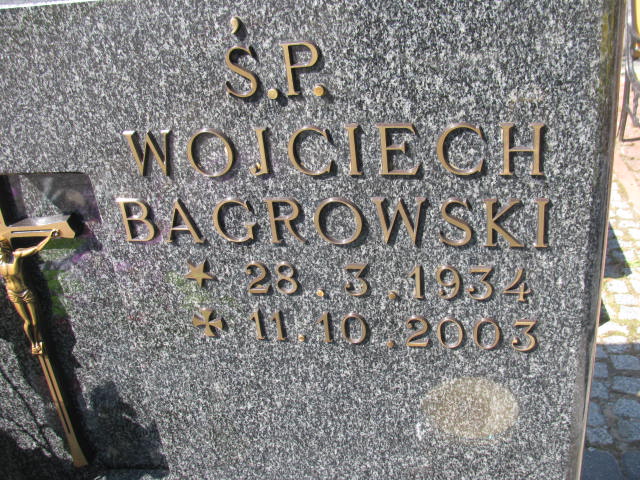 Ś.P.
WOJCIECH
BAGROWSKI
28.3.1934
11.10.2003